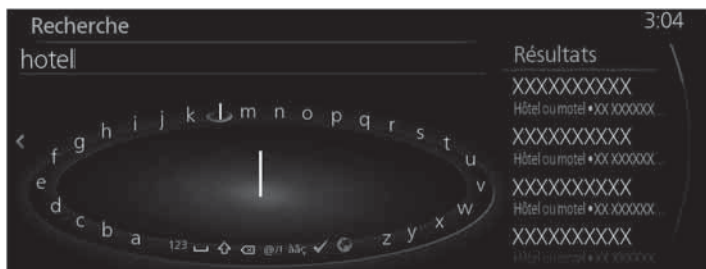 Recherche
3:04
hotel
a b c d e f g h i j k l m n o p q r s t u v w x y z
123 @/! àåç
l
Résultats
XXXXXXXXXX
Hôtel ou motel •XX XXXXXX...
XXXXXXXXXX
Hôtel ou motel •XX XXXXXX...
XXXXXXXXXX
Hôtel ou motel •XX XXXXXX...
XXXXXXXXXX